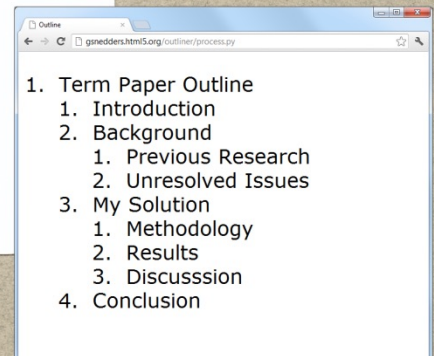 Outline
gsnedders.html5.org/outliner/process.py
1. Term Paper Outline
1. Introduction
2. Background
1. Previous Research
2. Unresolved Issues
3. My Solution
1. Methodology
2. Results
3. Discusssion
4. Conclusion